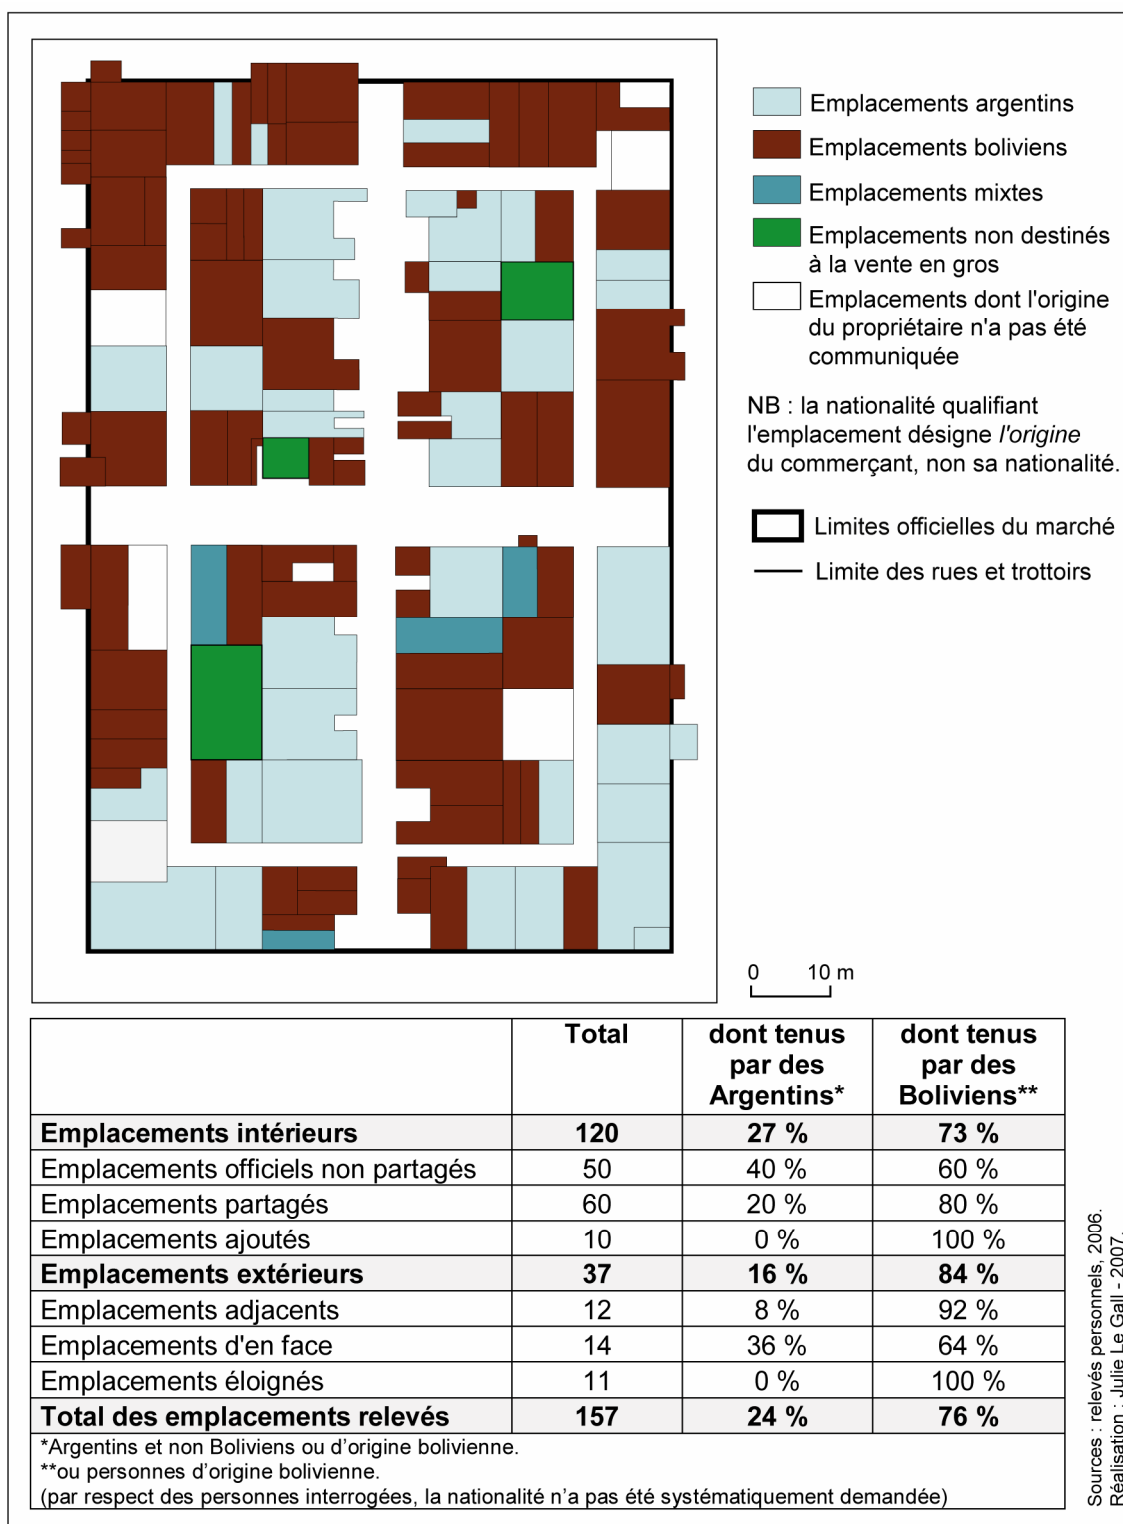 Emplacements argentins
Emplacements boliviens
Emplacements mixtes
Emplacements non destinés
à la vente en gros
Emplacements dont l'origine
du propriétaire n'a pas été
communiquée
NB : la nationalité qualifiant
l'emplacement désigne l'origine
du commerçant, non sa nationalité.
Limites officielles du marché
Limite des rues et trottoirs
0 10 m
Total dont tenus par des Argentins* dont tenus par des Boliviens**
Emplacements intérieurs 120 27 % 73 %
Emplacements officiels non partagés 50 40 % 60 %
Emplacements partagés 60 20 % 80 %
Emplacements ajoutés 10 0 % 100 %
Emplacements extérieurs 37 16 % 84 %
Emplacements adjacents 12 8 % 92 %
Emplacements d'en face 14 36 % 64 %
Emplacements éloignés 11 0 % 100 %
Total des emplacements relevés 157 24 % 76 %
*Argentins et non Boliviens ou d’origine bolivienne.
**ou personnes d’origine bolivienne.
(par respect des personnes interrogées, la nationalité n’a pas été systématiquement demandée)
Sources : relevés personnels, 2006.
Réalisation : Julie Le Gall - 2007.